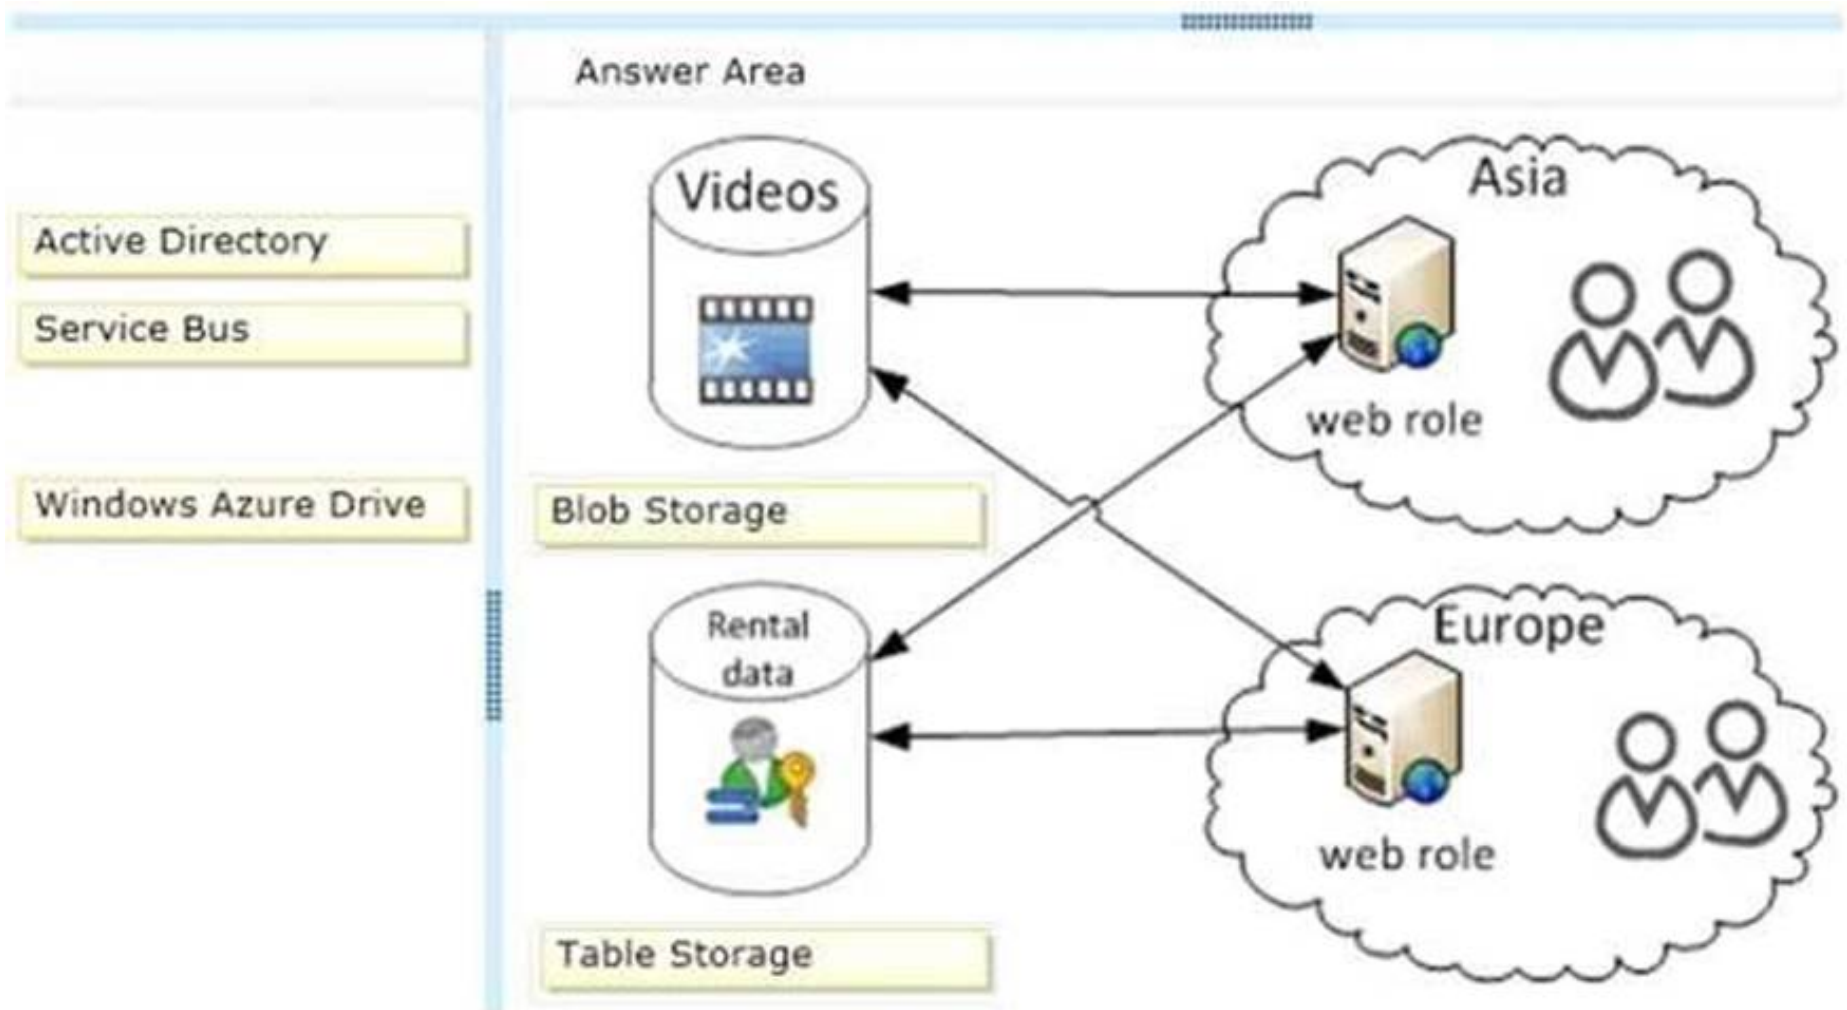 Answer Area
Active Directory
Service Bus
Windows Azure Drive
Videos
Blob Storage
Rental
data
Table Storage
Asia
web role
Europe
web role